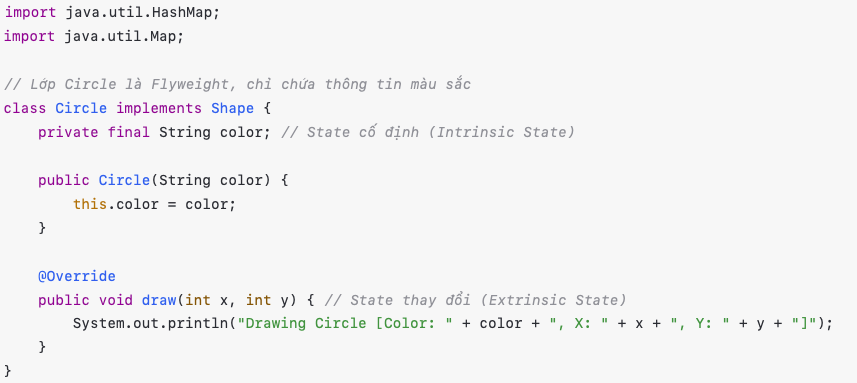 import java.util.HashMap;
import java.util.Map;
// Lớp Circle là Flyweight, chỉ chứa thông tin màu sắc
class Circle implements Shape {
    private final String color; // State cố định (Intrinsic State)
    public Circle(String color) {
        this.color = color;
    }
    @Override
    public void draw(int x, int y) { // State thay đổi (Extrinsic State)
        System.out.println("Drawing Circle [Color: " + color + ", X: " + x + ", Y: " + y + "]");
    }
}